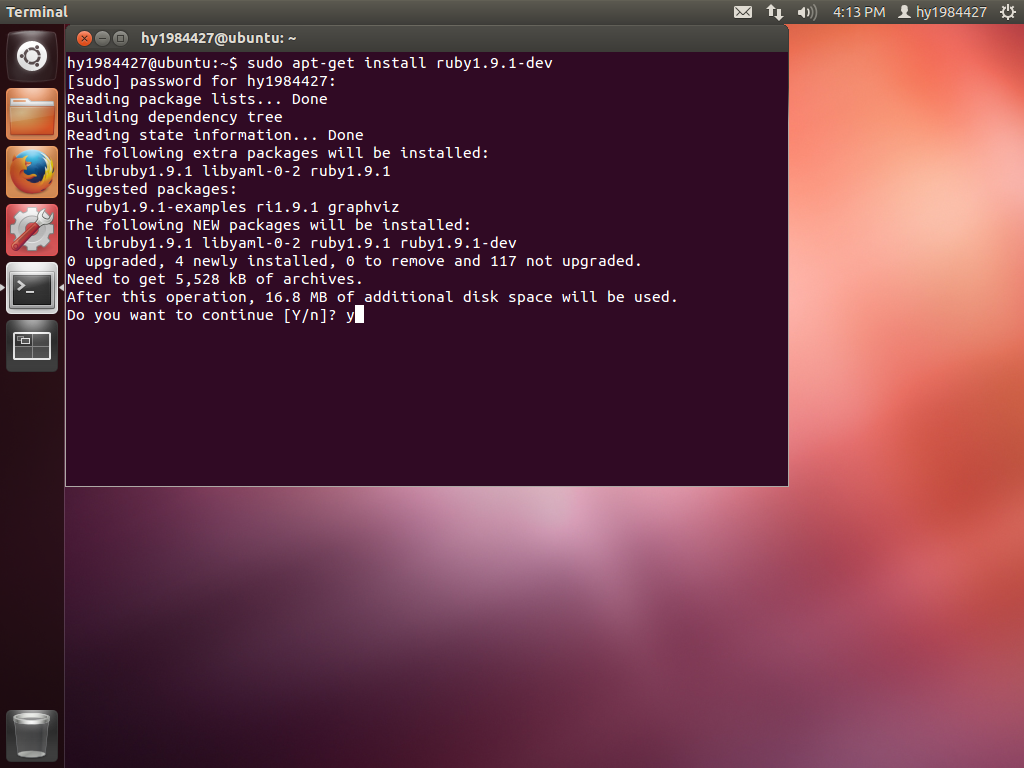 Terminal
4:13 PM hy1984427
hy1984427@ubuntu: ~
hy1984427@ubuntu:~$ sudo apt-get install ruby1.9.1-dev
[sudo] password for hy1984427:
Reading package lists... Done
Building dependency tree
Reading state information... Done
The following extra packages will be installed:
  libruby1.9.1 libyaml-0-2 ruby1.9.1
Suggested packages:
  ruby1.9.1-examples ri1.9.1 graphviz
The following NEW packages will be installed:
  libruby1.9.1 libyaml-0-2 ruby1.9.1 ruby1.9.1-dev
0 upgraded, 4 newly installed, 0 to remove and 117 not upgraded.
Need to get 5,528 kB of archives.
After this operation, 16.8 MB of additional disk space will be used.
Do you want to continue [Y/n]? y